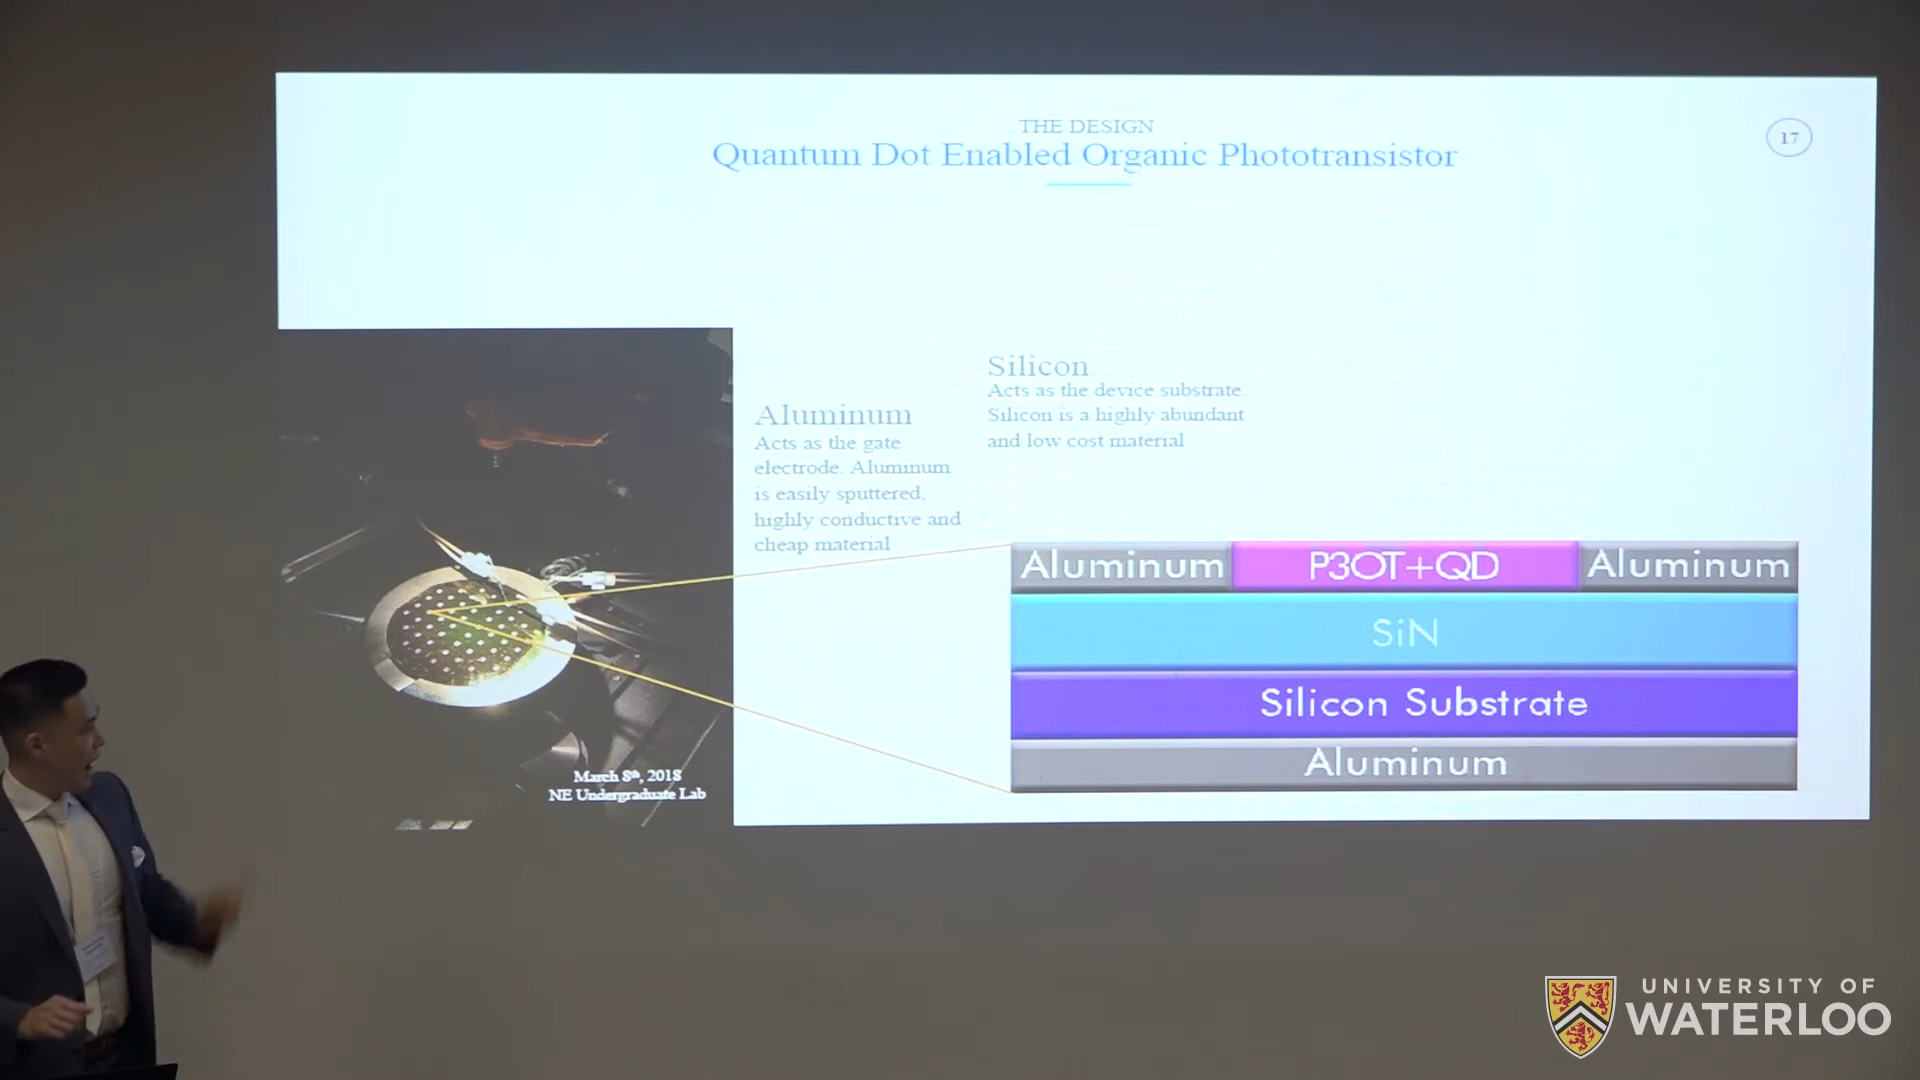 THE DESIGN
Quantum Dot Enabled Organic Phototransistor
17
Silicon
Acts as the device substrate.
Silicon is a highly abundant
and low cost material
Aluminum
Acts as the gate
electrode. Aluminum
is easily sputtered,
highly conductive and
cheap material
Aluminum P3OT+QD Aluminum
SiN
Silicon Substrate
Aluminum
March 8th, 2018
NE Undergraduate Lab
UNIVERSITY OF
WATERLOO